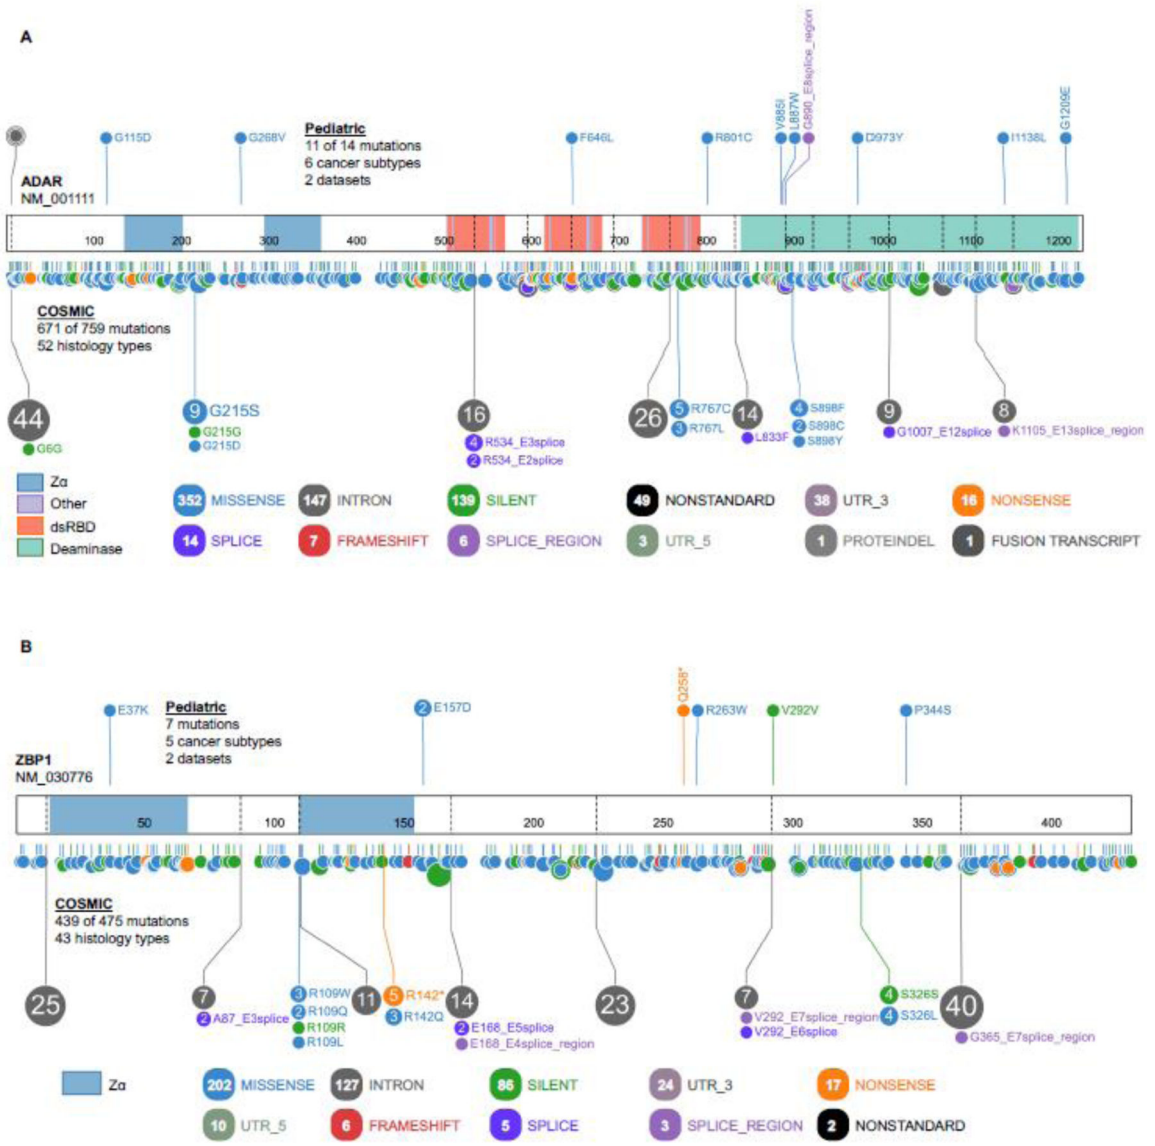 A
G115D
G268V
Pediatric
11 of 14 mutations
6 cancer subtypes
2 datasets
F646L
R801C
V885I
L887W
G890_E8splice_region
D973Y
I1138L
G1209E
ADAR
NM_001111
100 200 300 400 500 600 700 800 900 1000 1100 1200
COSMIC
671 of 759 mutations
52 histology types
44
G6G
9 G215S
G215G
G215D
16
4 R534_E3splice
2 R534_E2splice
26
5 R767C
3 R767L
14
L833F
4 S898F
2 S898C
S898Y
9
G1007_E12splice
8
K1105_E13splice_region
Zα
Other
dsRBD
Deaminase
352 MISSENSE 147 INTRON 139 SILENT 49 NONSTANDARD 38 UTR_3 16 NONSENSE
14 SPLICE 7 FRAMESHIFT 6 SPLICE_REGION 3 UTR_5 1 PROTEINDEL 1 FUSION TRANSCRIPT
B
E37K
Pediatric
7 mutations
5 cancer subtypes
2 datasets
2 E157D
Q258*
R263W
V292V
P344S
ZBP1
NM_030776
50 100 150 200 250 300 350 400
COSMIC
439 of 475 mutations
43 histology types
25
7
2 A87_E3splice
3 R109W
2 R109Q
R109R
R109L
11
5 R142*
3 R142Q
14
2 E168_E5splice
E168_E4splice_region
23
7
V292_E7splice_region
V292_E6splice
4 S326S
4 S326L
40
G365_E7splice_region
Zα
202 MISSENSE 127 INTRON 86 SILENT 24 UTR_3 17 NONSENSE
10 UTR_5 6 FRAMESHIFT 5 SPLICE 3 SPLICE_REGION 2 NONSTANDARD